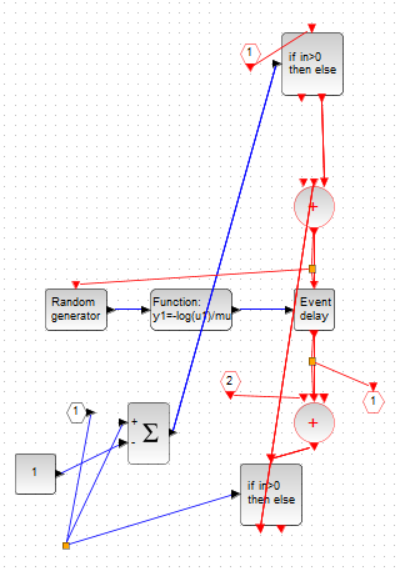 1
if in>0
then else
+
Random
generator
Function:
y1=-log(u1)/mu
Event
delay
2
1
1
+
-
Σ
+
1
if in>0
then else